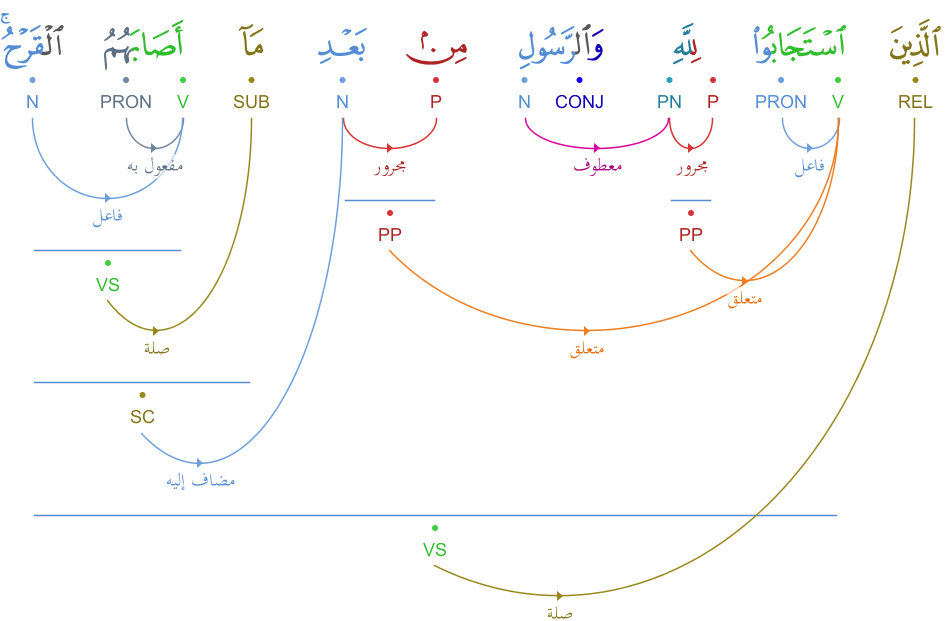 ٱلَّذِينَ ٱسْتَجَابُوا۟ لِلَّهِ وَٱلرَّسُولِ مِنۢ بَعْدِ مَآ أَصَابَهُمُ ٱلْقَرْحُ ۚ
REL V PRON P PN CONJ N P N SUB V PRON N
فاعل مجرور معطوف مجرور مفعول به
فاعل
PP PP
VS
متعلق
صلة متعلق
SC
مضاف إليه
VS
صلة